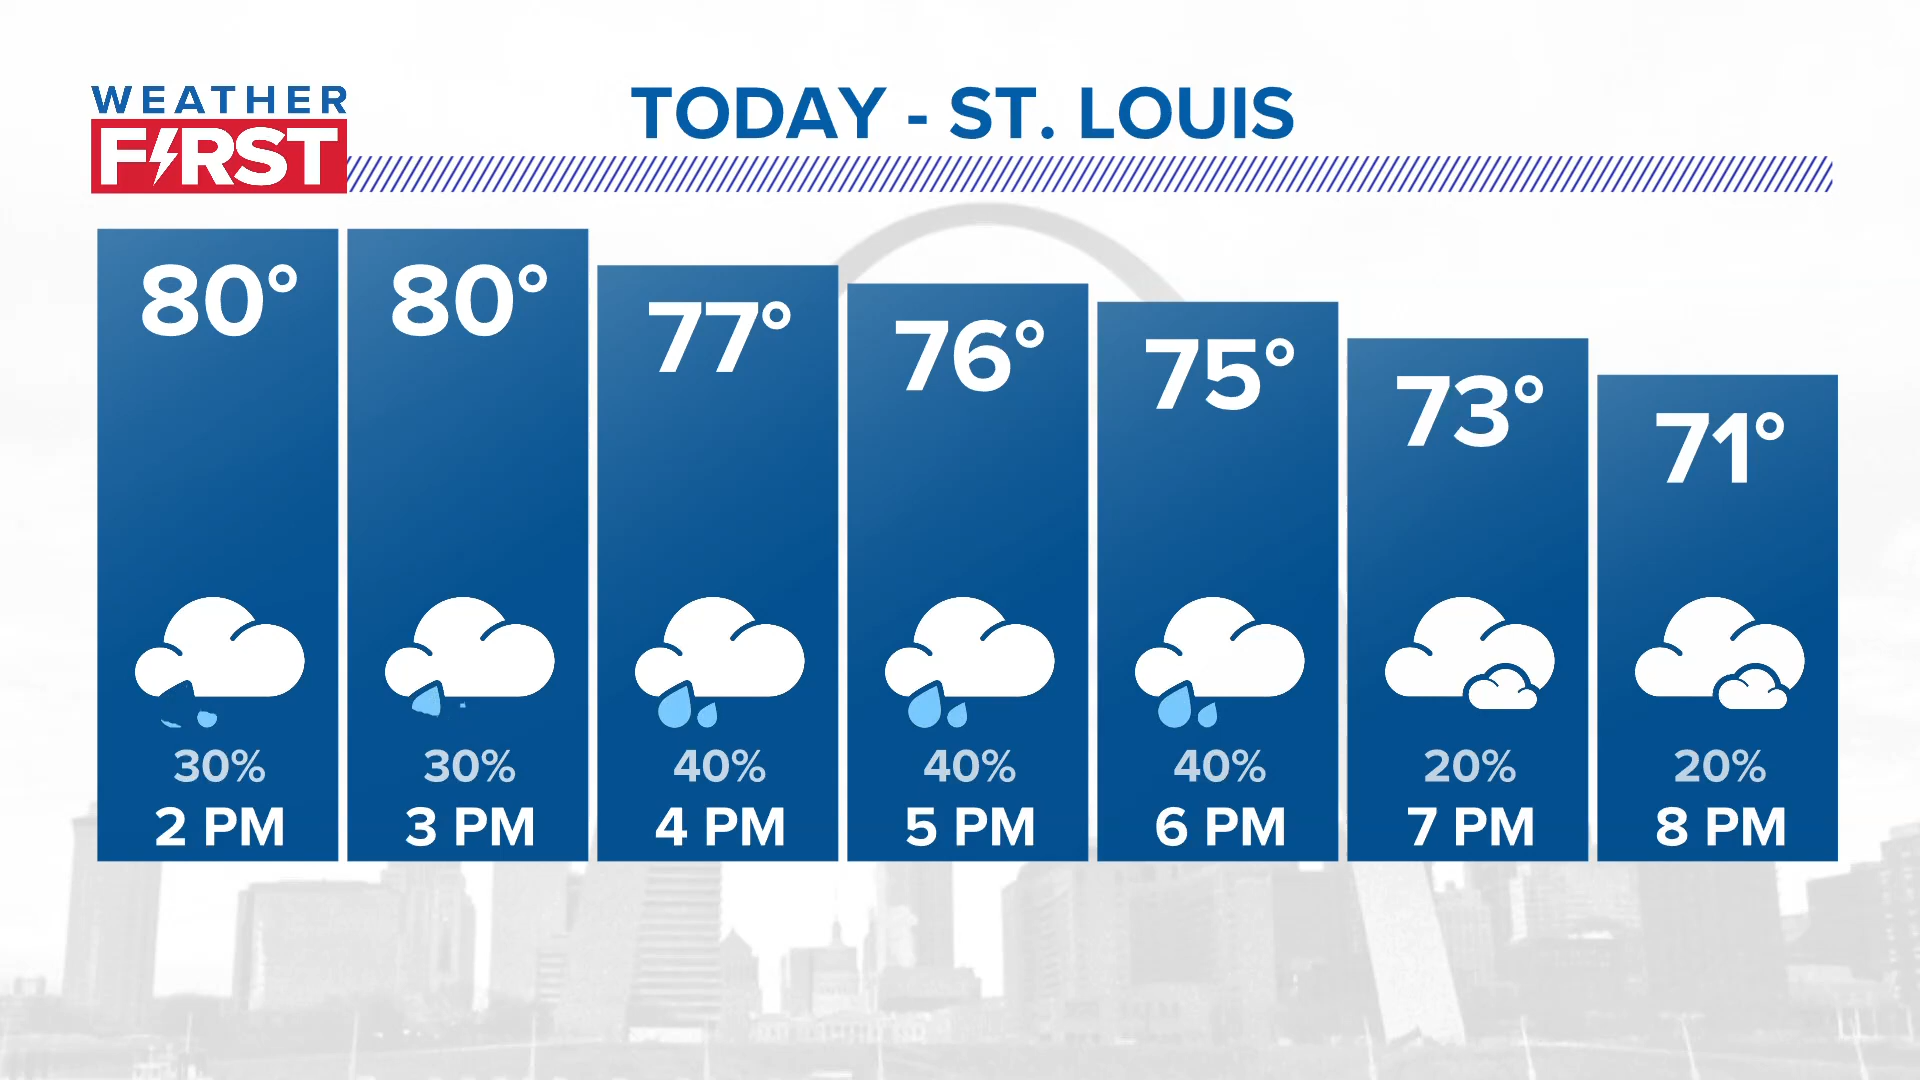 WEATHER
FIRST
TODAY - ST. LOUIS
80° 80° 77° 76° 75° 73° 71°
30% 30% 40% 40% 40% 20% 20%
2 PM 3 PM 4 PM 5 PM 6 PM 7 PM 8 PM